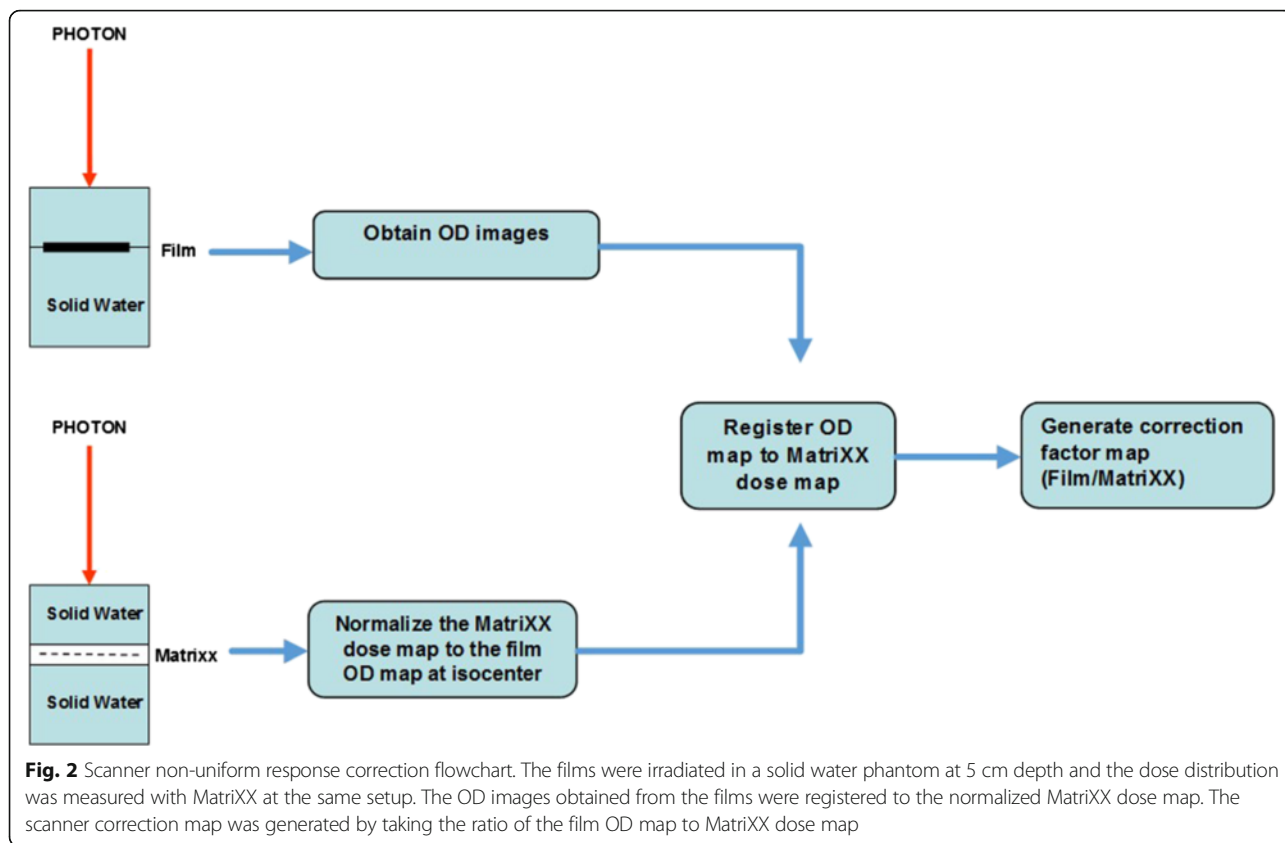 PHOTON
Film
Solid Water
Obtain OD images
PHOTON
Solid Water
Matrixx
Solid Water
Normalize the MatriXX
dose map to the film
OD map at isocenter
Register OD
map to MatriXX
dose map
Generate correction
factor map
(Film/MatriXX)
Fig. 2 Scanner non-uniform response correction flowchart. The films were irradiated in a solid water phantom at 5 cm depth and the dose distribution
was measured with MatriXX at the same setup. The OD images obtained from the films were registered to the normalized MatriXX dose map. The
scanner correction map was generated by taking the ratio of the film OD map to MatriXX dose map